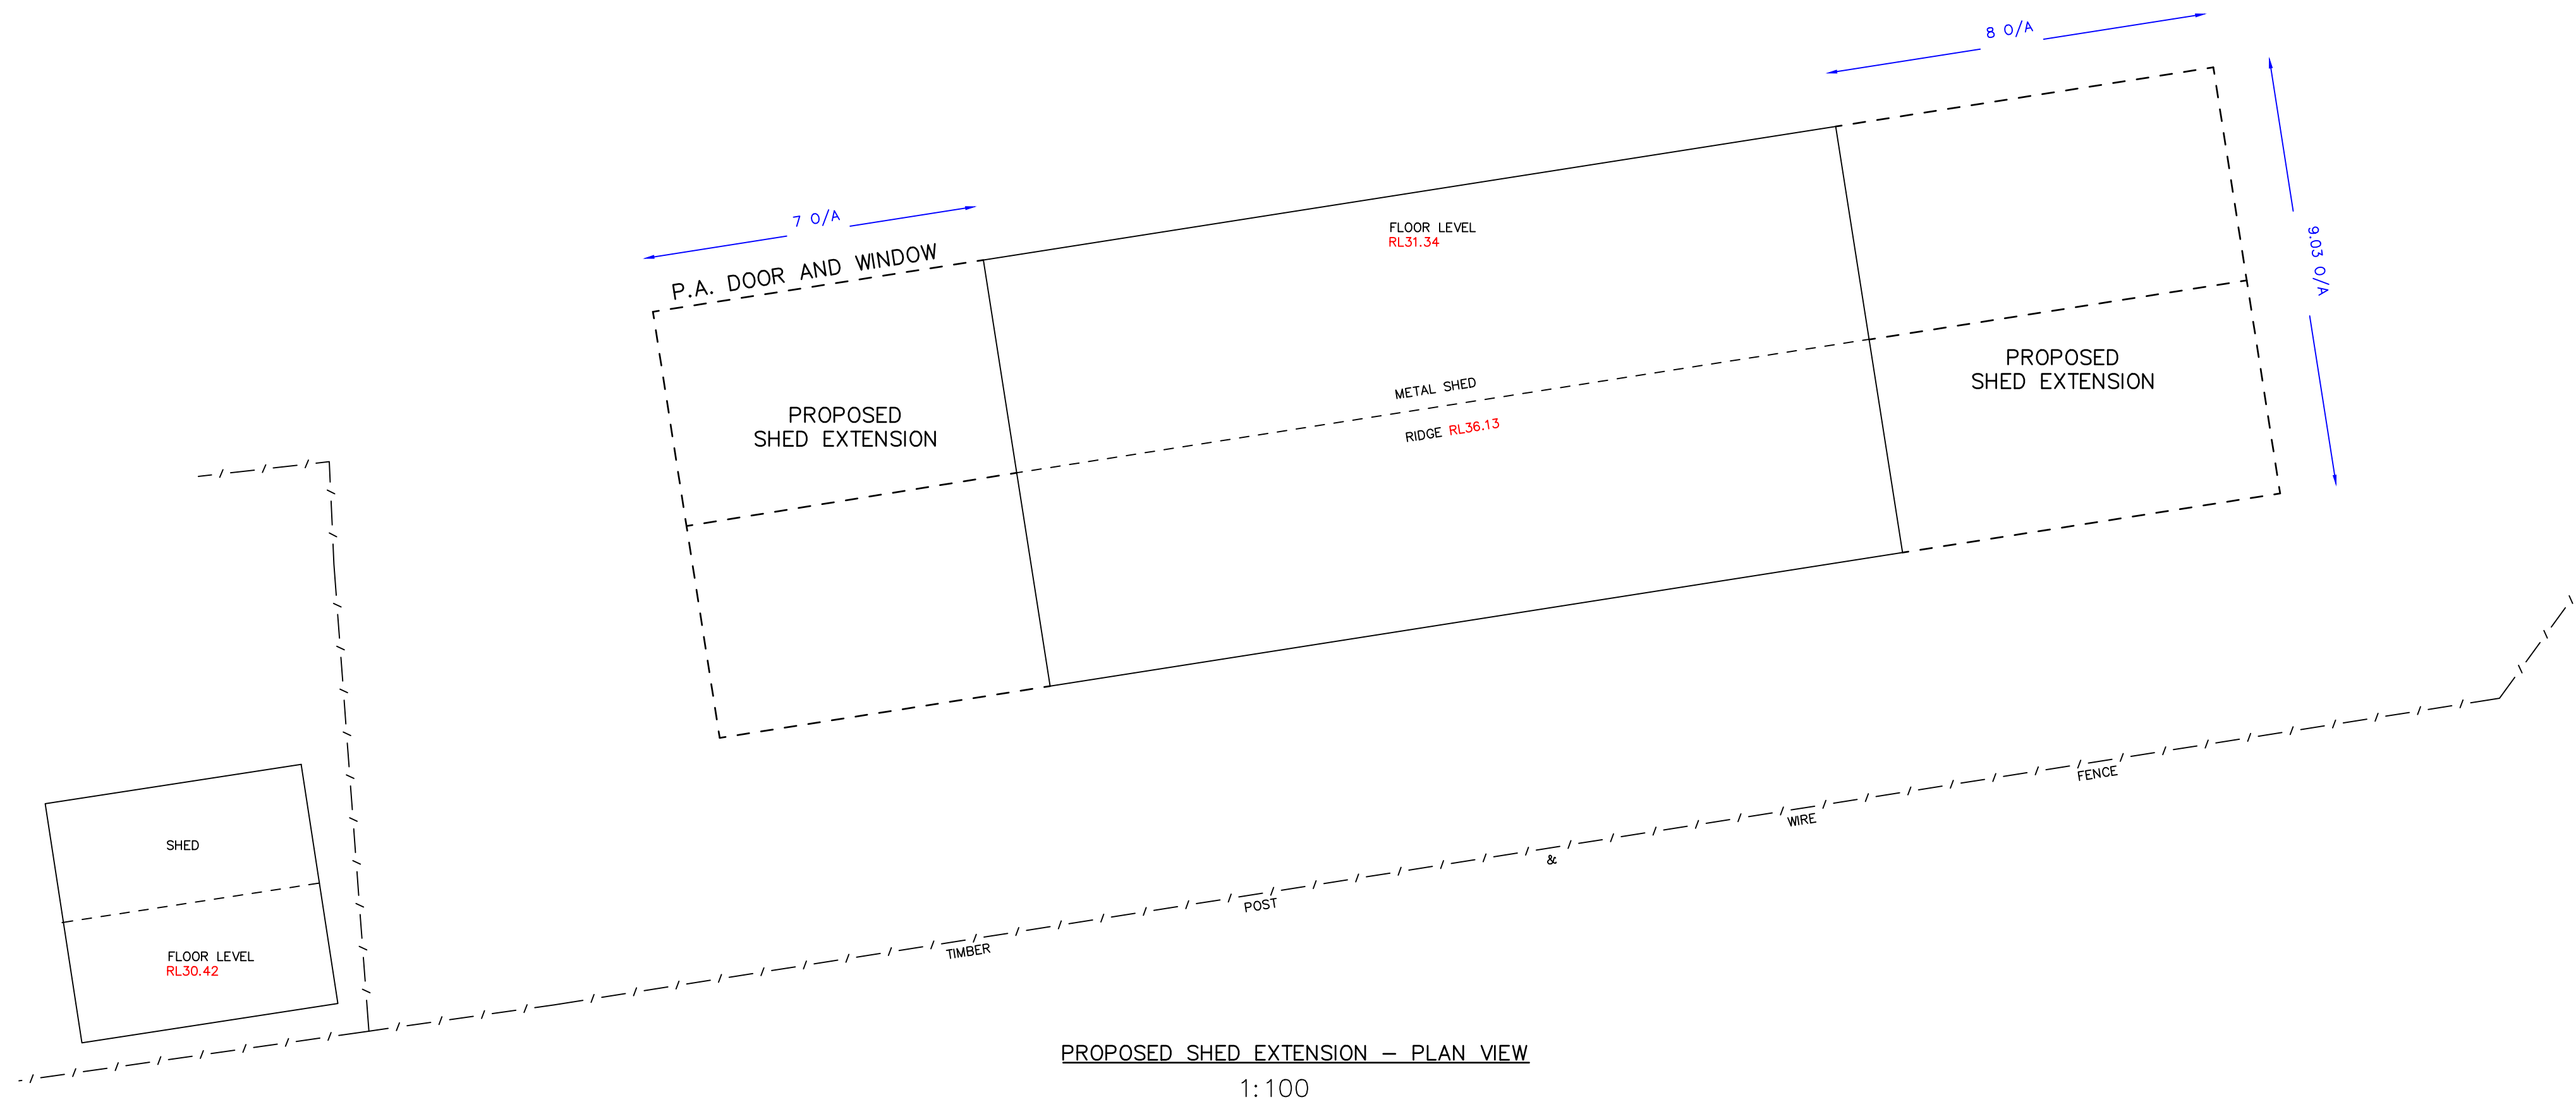 8 O/A
7 O/A
P.A. DOOR AND WINDOW
FLOOR LEVEL
RL31.34
9.03 O/A
METAL SHED
RIDGE RL36.13
PROPOSED
SHED EXTENSION
PROPOSED
SHED EXTENSION
SHED
FLOOR LEVEL
RL30.42
TIMBER POST & WIRE FENCE
PROPOSED SHED EXTENSION – PLAN VIEW
1:100